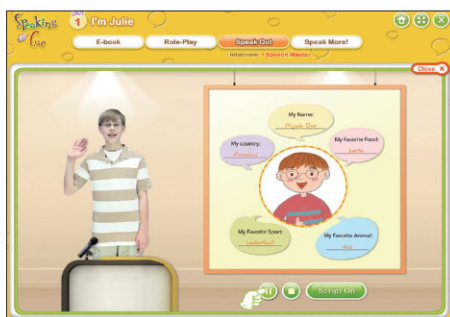 Speaking Cue
1 I'm Julie
E-book
Role-Play
Speak Out
Speak More!
Interview • Speech Master
Close X
My Name:
My Favorite Food:
My country:
My Favorite Sport:
My Favorite Animal:
Script On